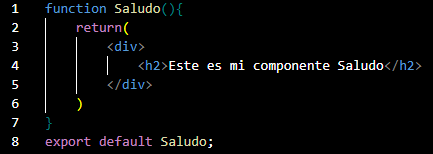 1 function Saludo(){
2     return(
3         <div>
4             <h2>Este es mi componente Saludo</h2>
5         </div>
6     )
7 }
8 export default Saludo;